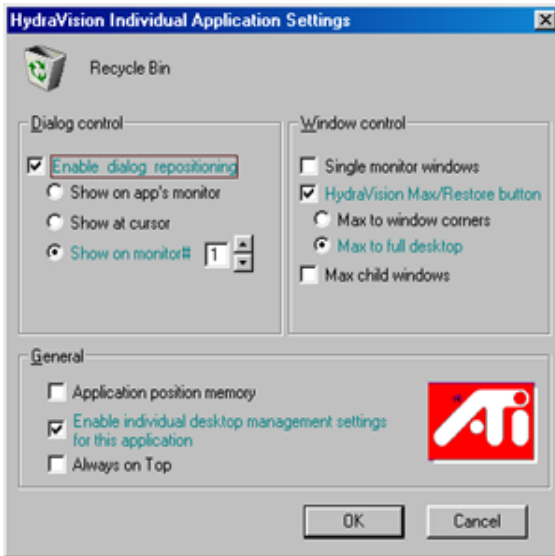 HydraVision Individual Application Settings
Recycle Bin
Dialog control
Enable dialog repositioning
Show on app's monitor
Show at cursor
Show on monitor# 1
Window control
Single monitor windows
HydraVision Max/Restore button
Max to window corners
Max to full desktop
Max child windows
General
Application position memory
Enable individual desktop management settings
for this application
Always on Top
ATi
OK Cancel